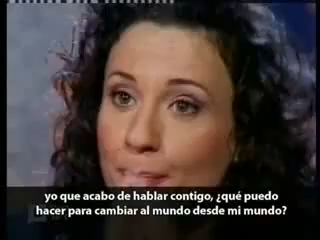 yo que acabo de hablar contigo, ¿qué puedo
hacer para cambiar al mundo desde mi mundo?